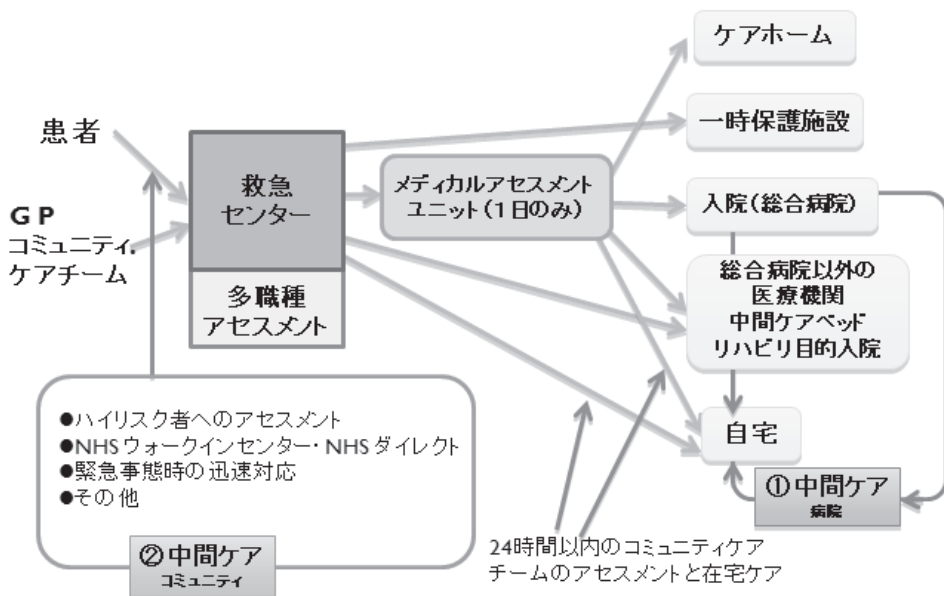 患者
GP
コミュニティ.
ケアチーム
救急
センター
多職種
アセスメント
メディカルアセスメント
ユニット(1日のみ)
ケアホーム
一時保護施設
入院(総合病院)
総合病院以外の
医療機関
中間ケアベッド
リハビリ目的入院
自宅
①中間ケア
病院
●ハイリスク者へのアセスメント
●NHSウォークインセンター・NHSダイレクト
●緊急事態時の迅速対応
●その他
②中間ケア
コミュニティ
24時間以内のコミュニティケア
チームのアセスメントと在宅ケア